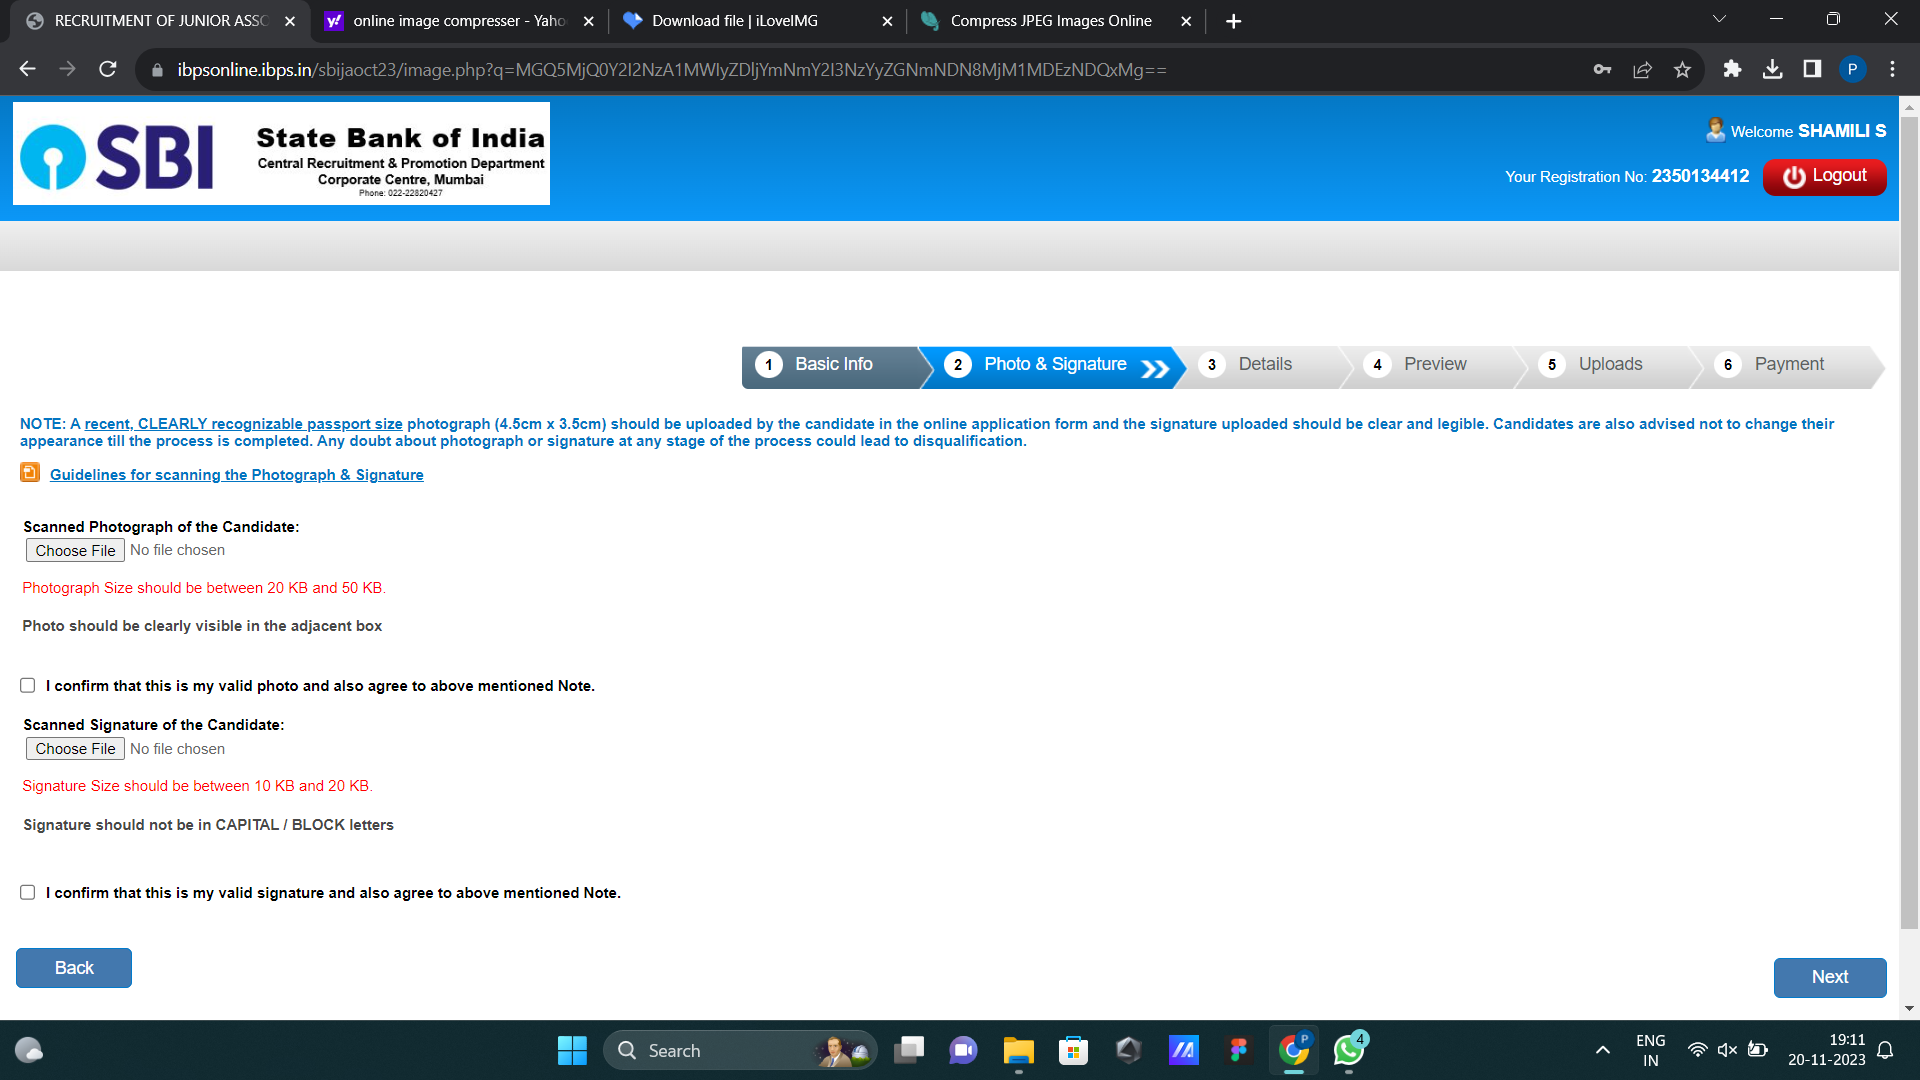 RECRUITMENT OF JUNIOR ASSO
online image compresser - Yaho
Download file | iLoveIMG
Compress JPEG Images Online
ibpsonline.ibps.in/sbijaoct23/image.php?q=
P
SBI
State Bank of India
Central Recruitment & Promotion Department
Corporate Centre, Mumbai
Phone: 022-22820427
Welcome SHAMILI S
Your Registration No: 2350134412
Logout
1 Basic Info
2 Photo & Signature
3 Details
4 Preview
5 Uploads
6 Payment
NOTE: A recent, CLEARLY recognizable passport size photograph (4.5cm x 3.5cm) should be uploaded by the candidate in the online application form and the signature uploaded should be clear and legible. Candidates are also advised not to change their
appearance till the process is completed. Any doubt about photograph or signature at any stage of the process could lead to disqualification.
Guidelines for scanning the Photograph & Signature
Scanned Photograph of the Candidate:
Choose File No file chosen
Photograph Size should be between 20 KB and 50 KB.
Photo should be clearly visible in the adjacent box
I confirm that this is my valid photo and also agree to above mentioned Note.
Scanned Signature of the Candidate:
Choose File No file chosen
Signature Size should be between 10 KB and 20 KB.
Signature should not be in CAPITAL / BLOCK letters
I confirm that this is my valid signature and also agree to above mentioned Note.
Back
Next
Search
P
4
ENG
IN
19:11
20-11-2023